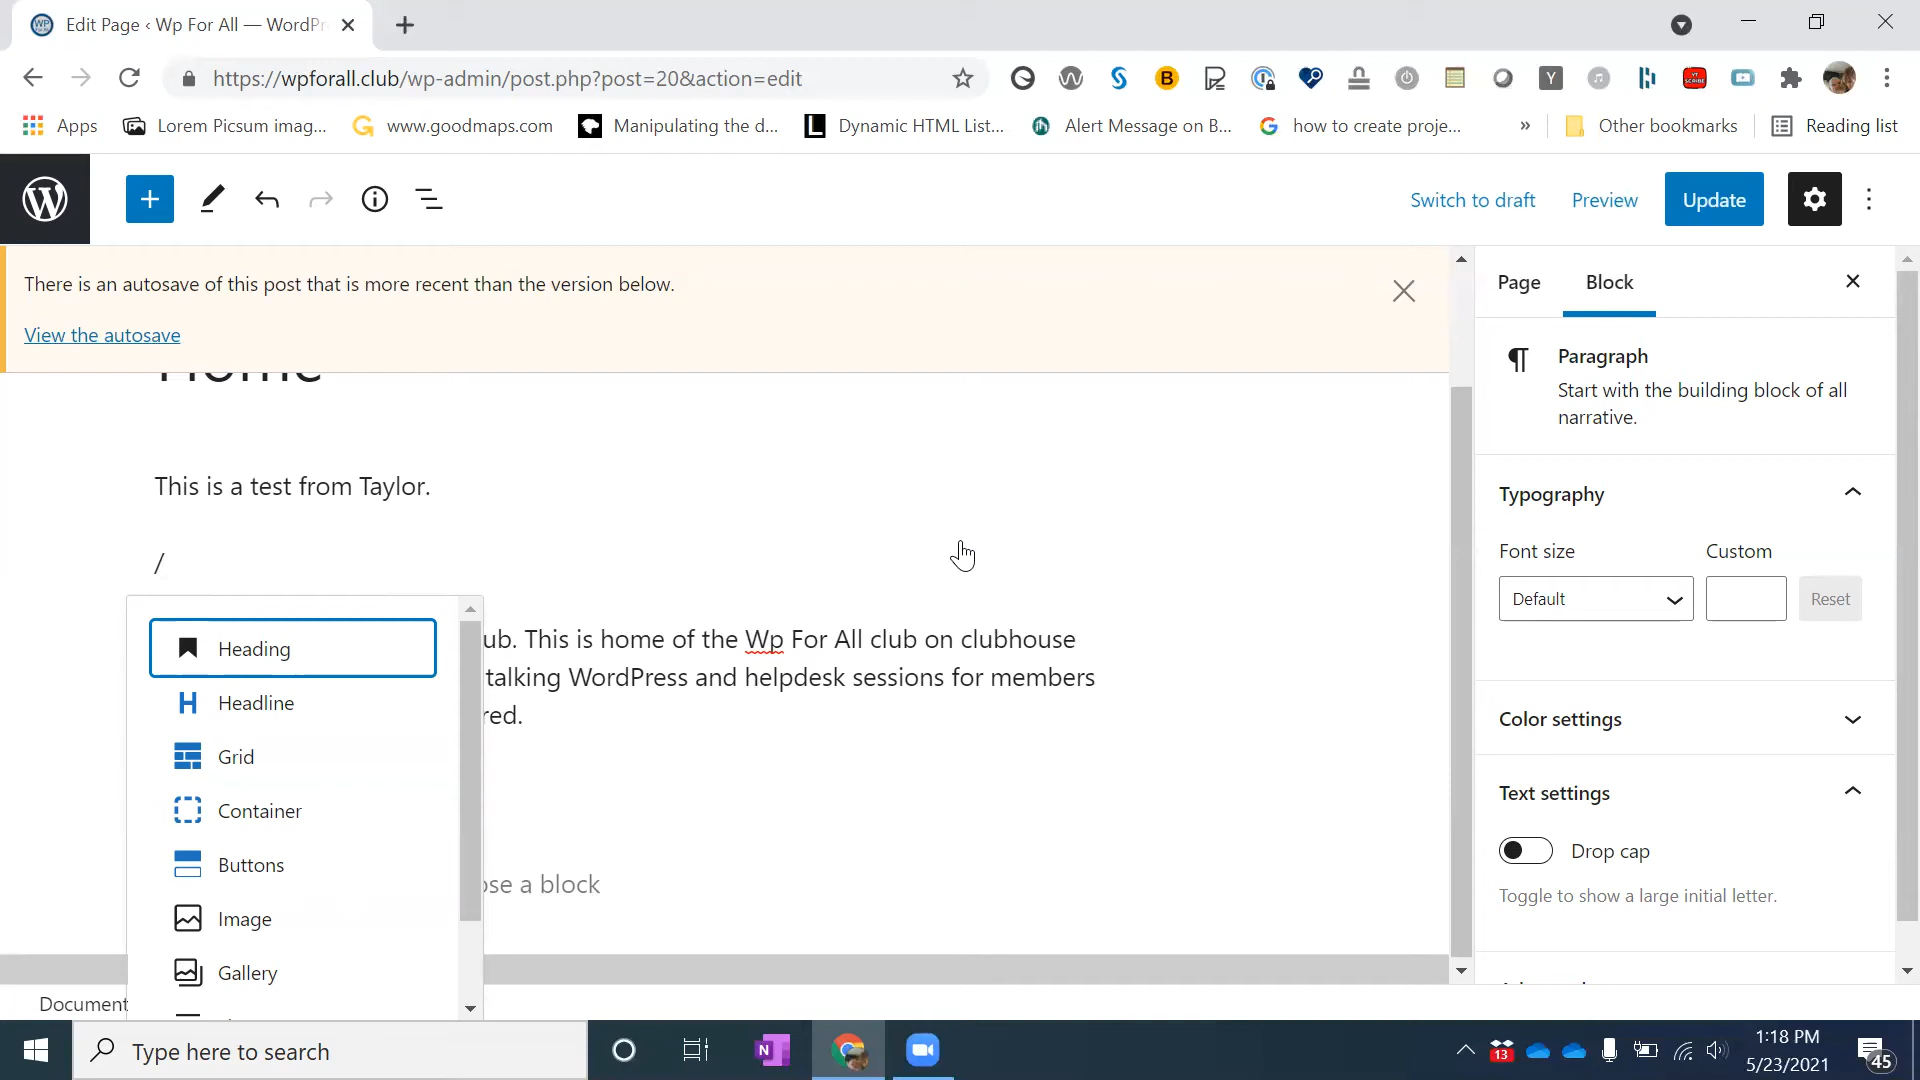 Edit Page ‹ Wp For All — WordPr
https://wpforall.club/wp-admin/post.php?post=20&action=edit
Apps
Lorem Picsum imag...
www.goodmaps.com
Manipulating the d...
Dynamic HTML List...
Alert Message on B...
how to create proje...
»
Other bookmarks
Reading list
Switch to draft
Preview
Update
There is an autosave of this post that is more recent than the version below.
View the autosave
This is a test from Taylor.
/
ub. This is home of the Wp For All club on clubhouse
talking WordPress and helpdesk sessions for members
red.
ose a block
Heading
Headline
Grid
Container
Buttons
Image
Gallery
Document
Page
Block
Paragraph
Start with the building block of all
narrative.
Typography
Font size
Custom
Default
Reset
Color settings
Text settings
Drop cap
Toggle to show a large initial letter.
Type here to search
13
1:18 PM
5/23/2021
45